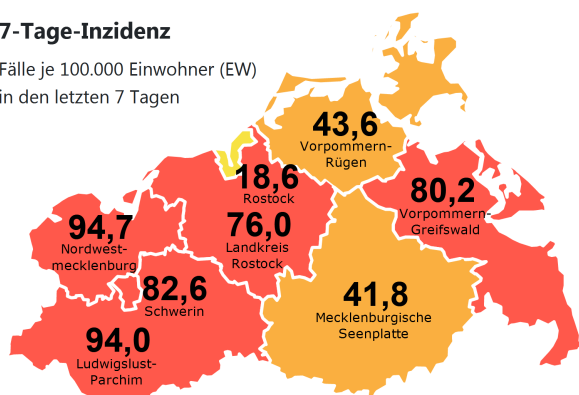 7-Tage-Inzidenz
Fälle je 100.000 Einwohner (EW)
in den letzten 7 Tagen
43,6
Vorpommern-
Rügen
18,6
Rostock
80,2
Vorpommern-
Greifswald
94,7
Nordwest-
mecklenburg
76,0
Landkreis
Rostock
82,6
Schwerin
41,8
Mecklenburgische
Seenplatte
94,0
Ludwigslust-
Parchim